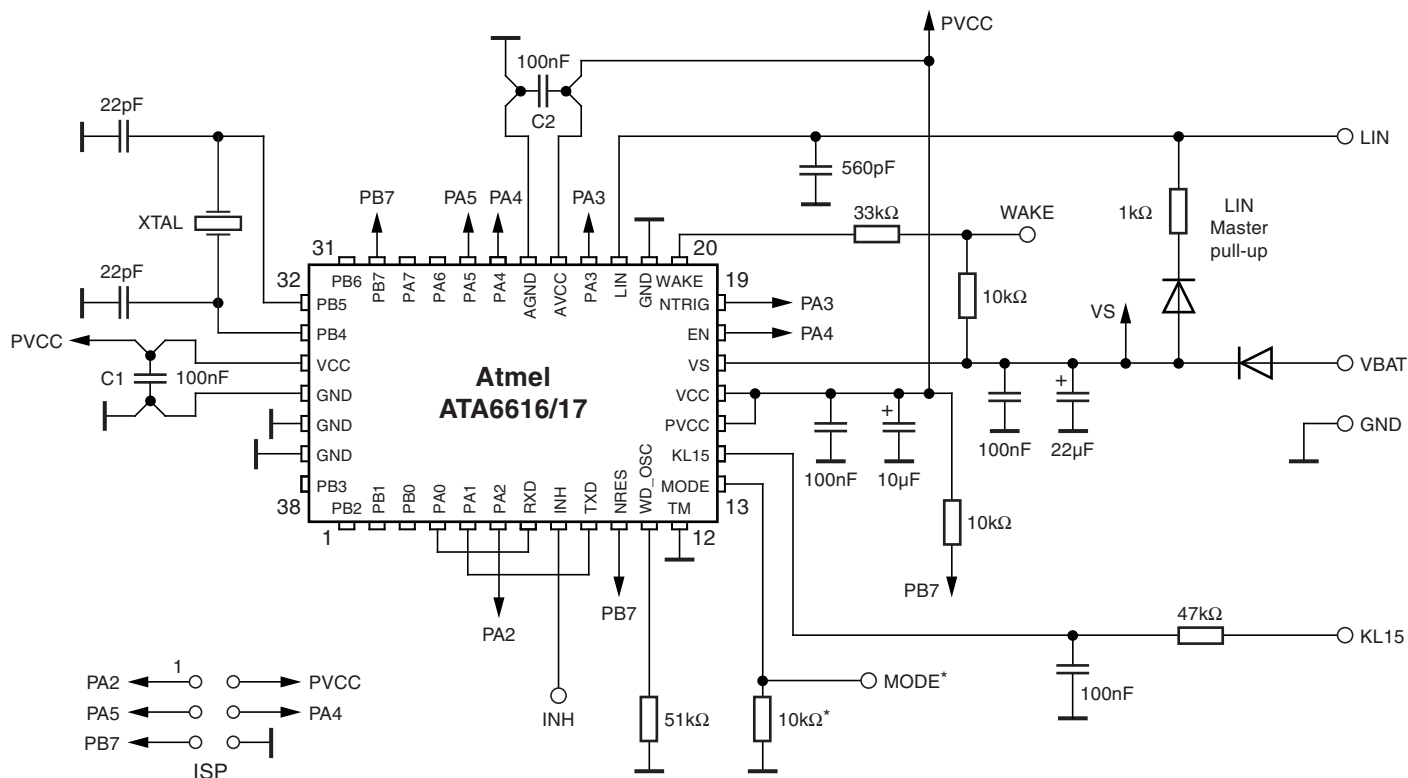 PVCC
100nF
C2
22pF
LIN
560pF
PB7
PA5
PA4
PA3
XTAL
1kΩ
LIN
Master
pull-up
33kΩ
WAKE
22pF
31
32
20
19
PB6
PB7
PA7
PA6
PA5
PA4
AGND
AVCC
PA3
LIN
GND
WAKE
PB5
NTRIG
PA3
10kΩ
VS
PB4
EN
PA4
PVCC
VCC
VS
VBAT
C1
100nF
Atmel
ATA6616/17
GND
VCC
+
+
GND
PVCC
GND
100nF
22µF
GND
KL15
100nF
10µF
PB3
MODE
38
13
PB2
PB1
PB0
PA0
PA1
PA2
RXD
INH
TXD
NRES
WD_OSC
TM
1
12
10kΩ
PB7
PB7
PA2
47kΩ
KL15
1
PA2
PVCC
MODE*
100nF
PA5
PA4
INH
51kΩ
10kΩ*
PB7
ISP